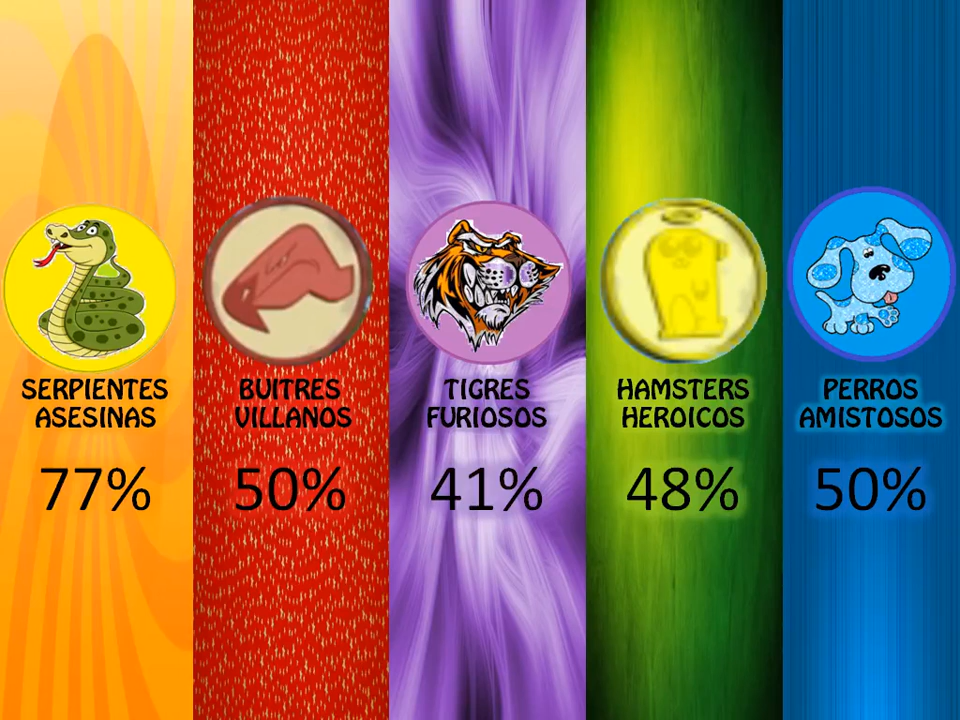 SERPIENTES
ASESINAS
77%
BUITRES
VILLANOS
50%
TIGRES
FURIOSOS
41%
HAMSTERS
HEROICOS
48%
PERROS
AMISTOSOS
50%